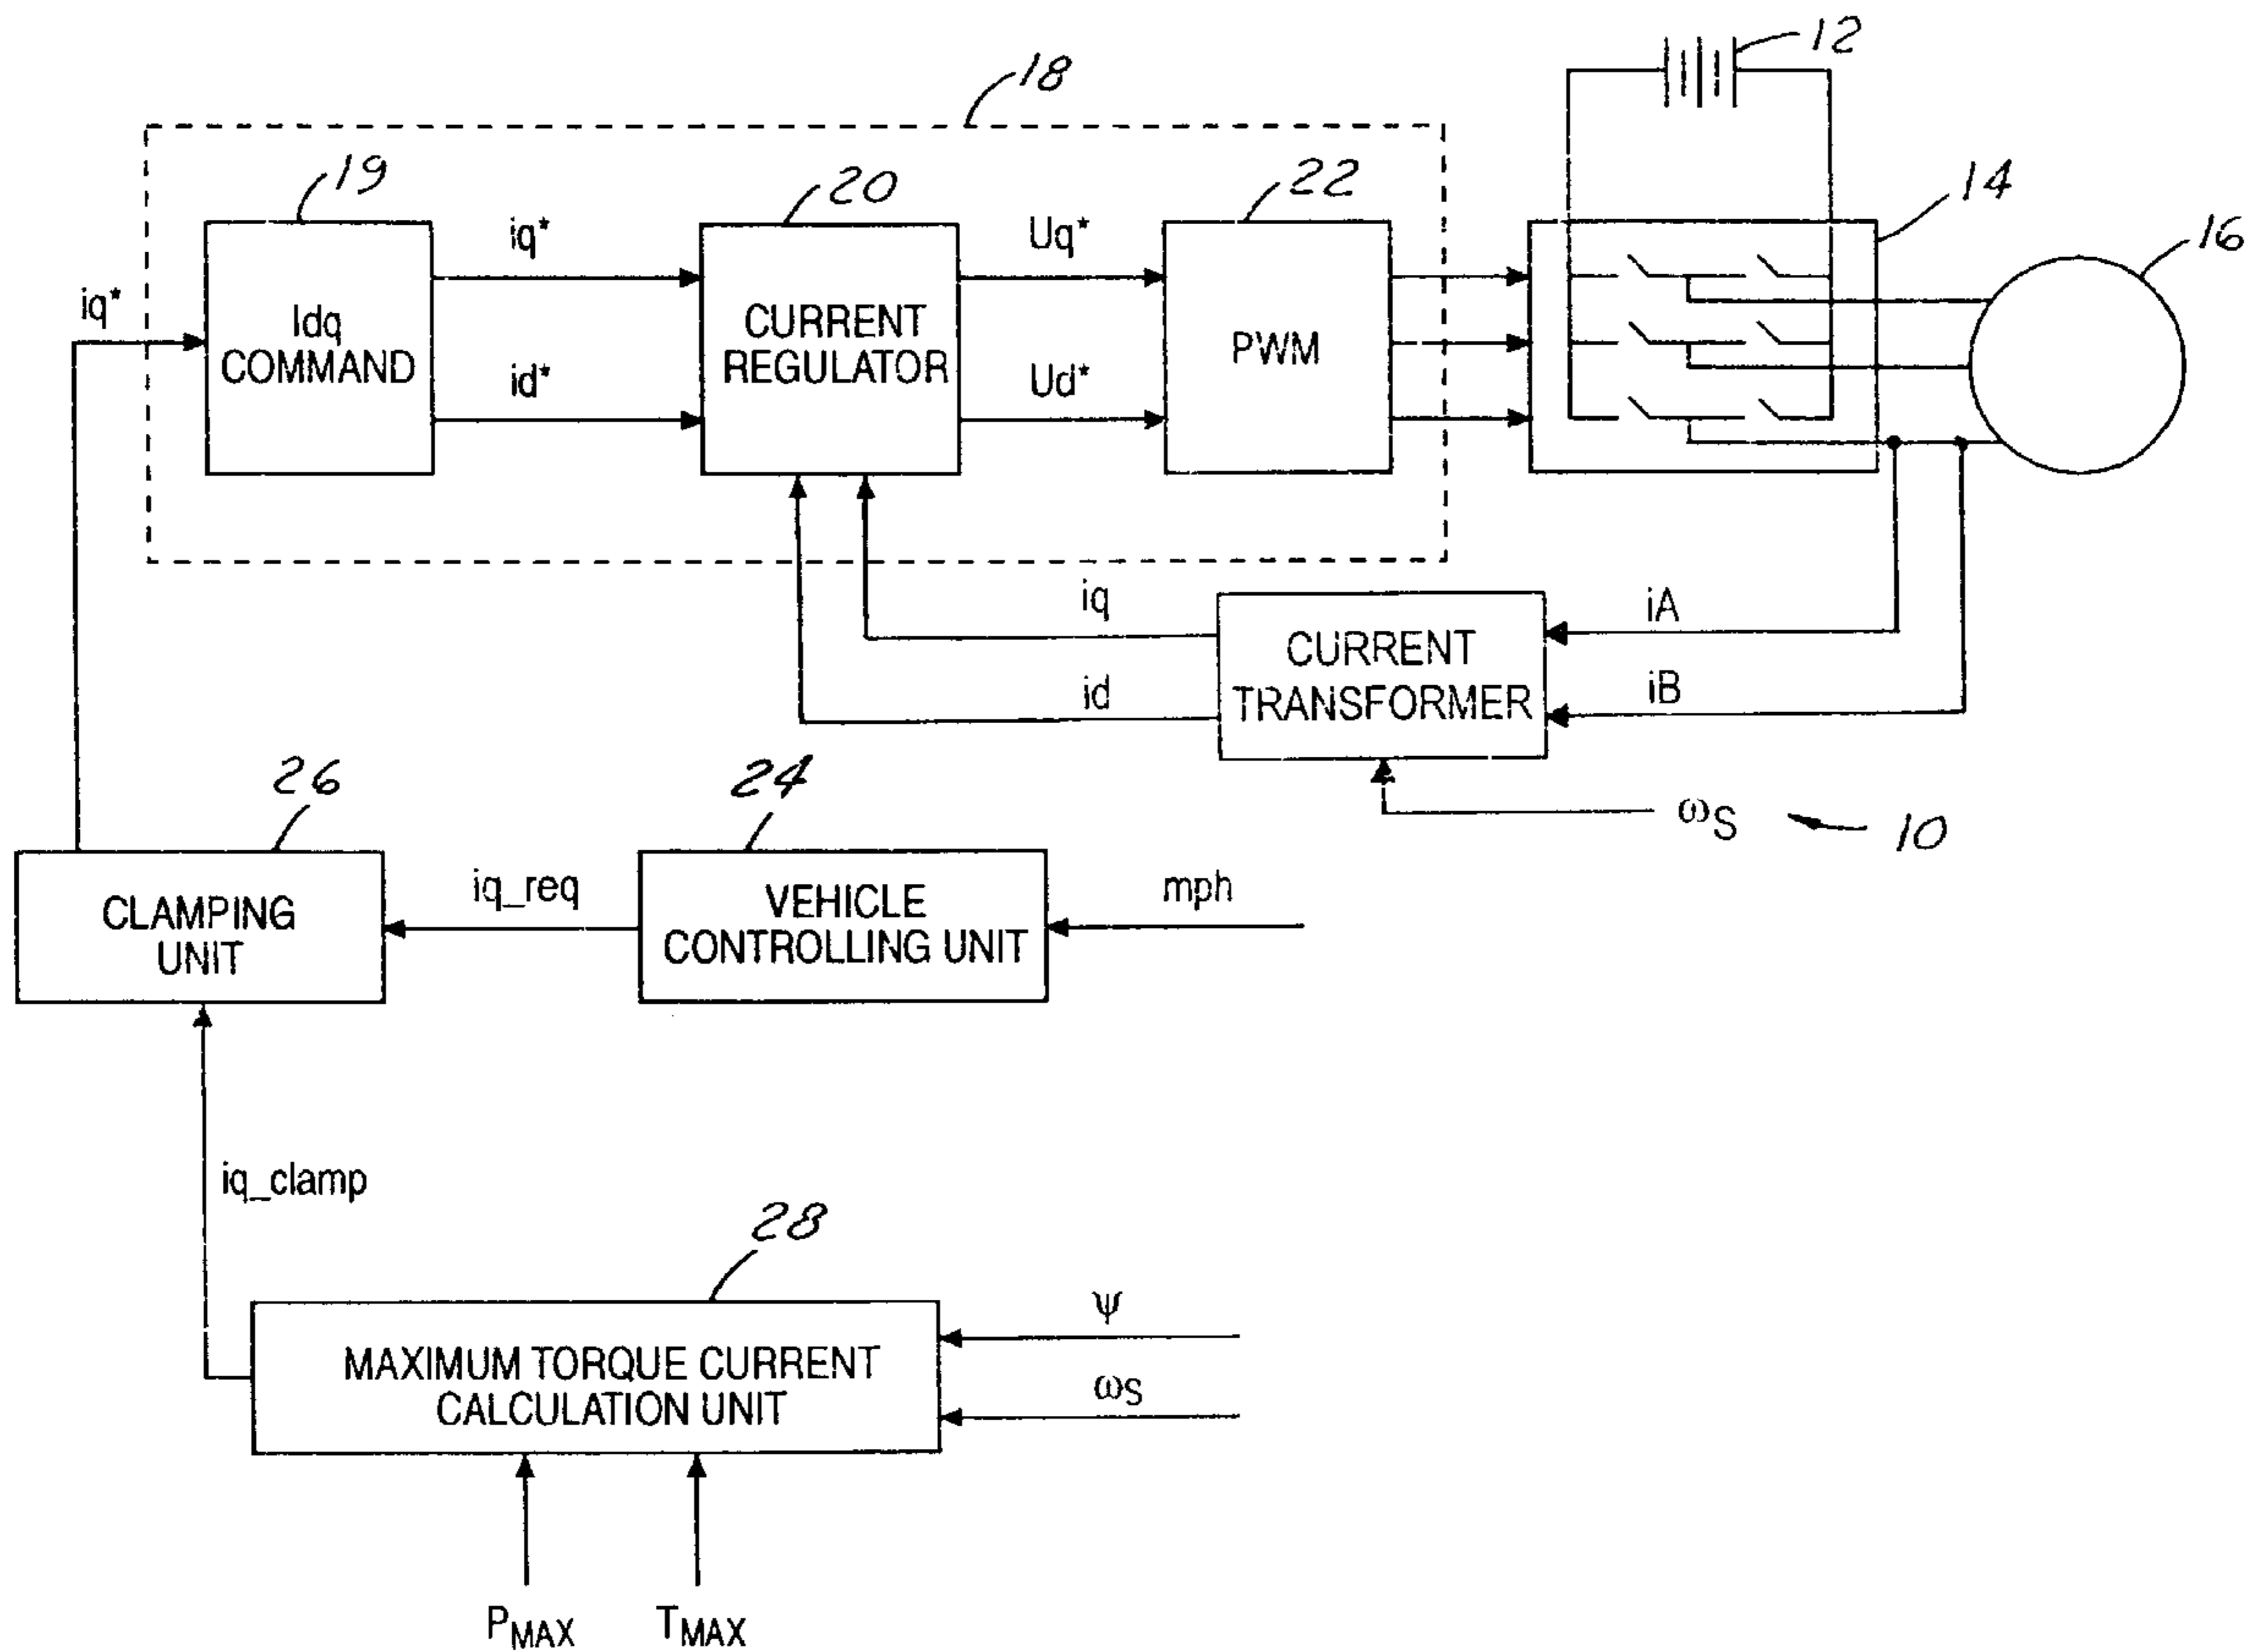 12
18
19
20
22
14
16
iq*
Idq
COMMAND
iq*
id*
CURRENT
REGULATOR
Uq*
Ud*
PWM
iq
id
CURRENT
TRANSFORMER
iA
iB
ωS
10
26
CLAMPING
UNIT
iq_req
24
VEHICLE
CONTROLLING UNIT
mph
iq_clamp
28
MAXIMUM TORQUE CURRENT
CALCULATION UNIT
ψ
ωS
PMAX
TMAX